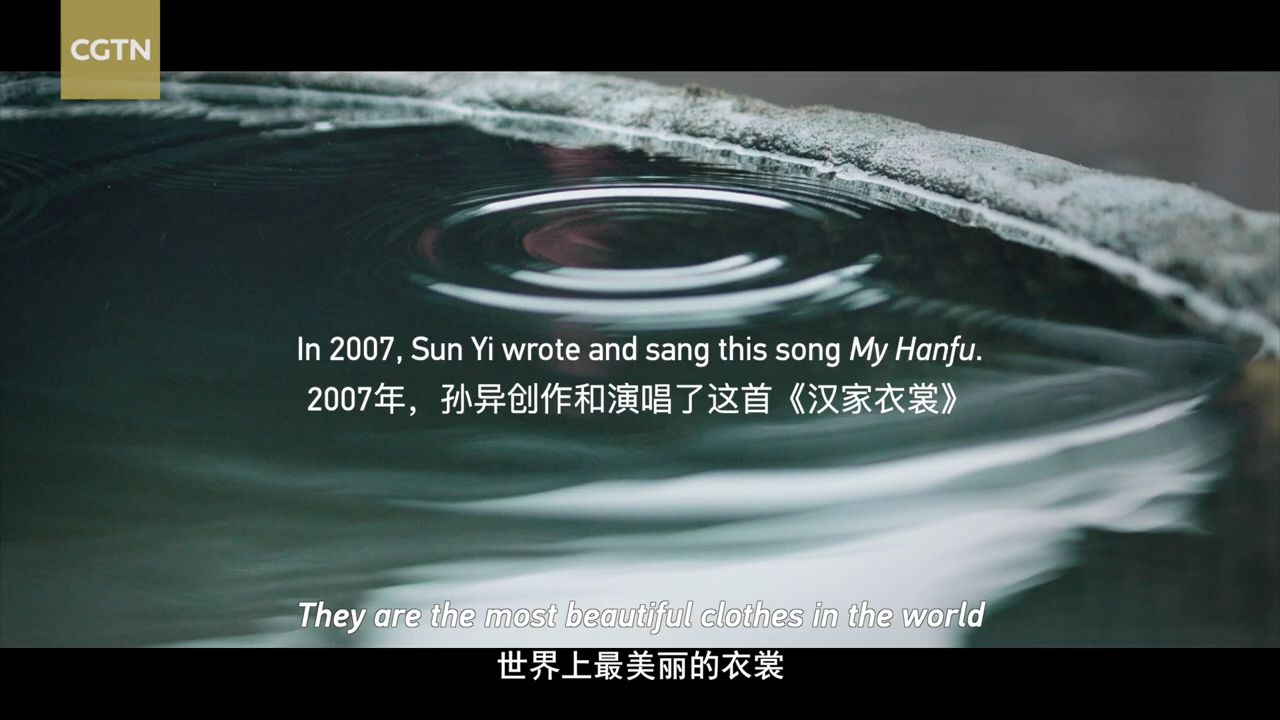 CGTN
In 2007, Sun Yi wrote and sang this song My Hanfu.
2007年，孙异创作和演唱了这首《汉家衣裳》
They are the most beautiful clothes in the world
世界上最美丽的衣裳